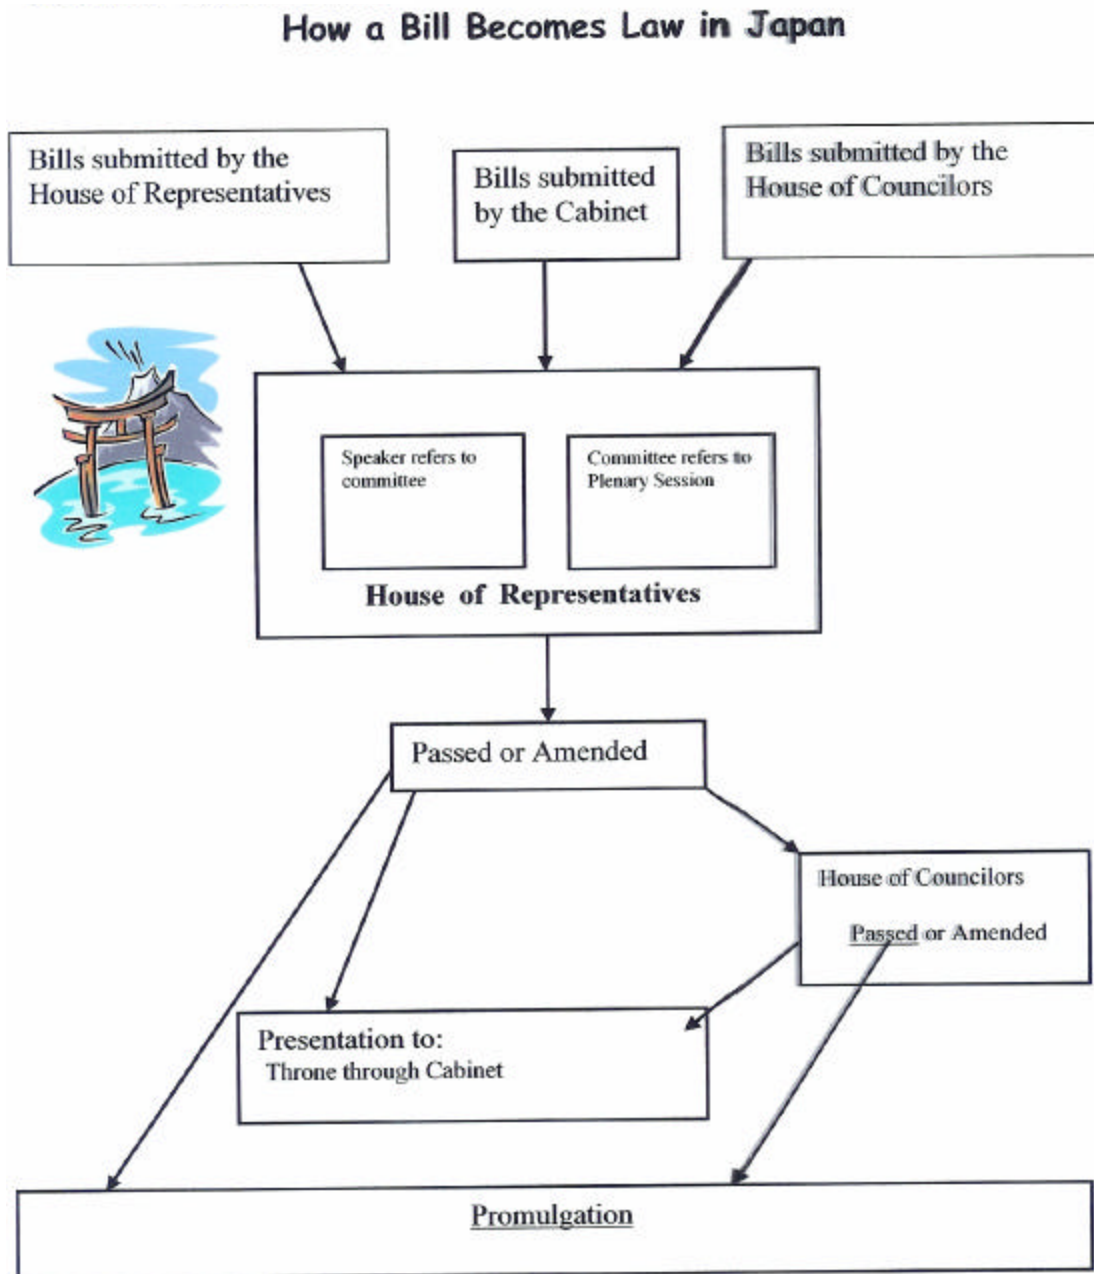 How a Bill Becomes Law in Japan
Bills submitted by the
House of Representatives
Bills submitted
by the Cabinet
Bills submitted by the
House of Councilors
Speaker refers to
committee
Committee refers to
Plenary Session
House of Representatives
Passed or Amended
House of Councilors
Passed or Amended
Presentation to:
Throne through Cabinet
Promulgation